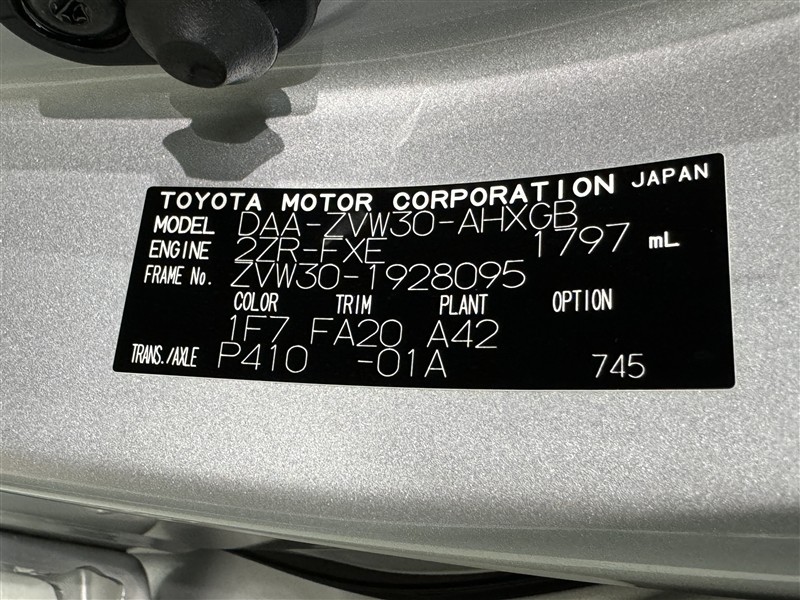 TOYOTA MOTOR CORPORATION JAPAN
MODEL DAA-ZVW30-AHXGB
ENGINE 2ZR-FXE 1797 mL
FRAME No. ZVW30-1928095
COLOR TRIM PLANT OPTION
1F7 FA20 A42
TRANS./AXLE P410 -01A 745